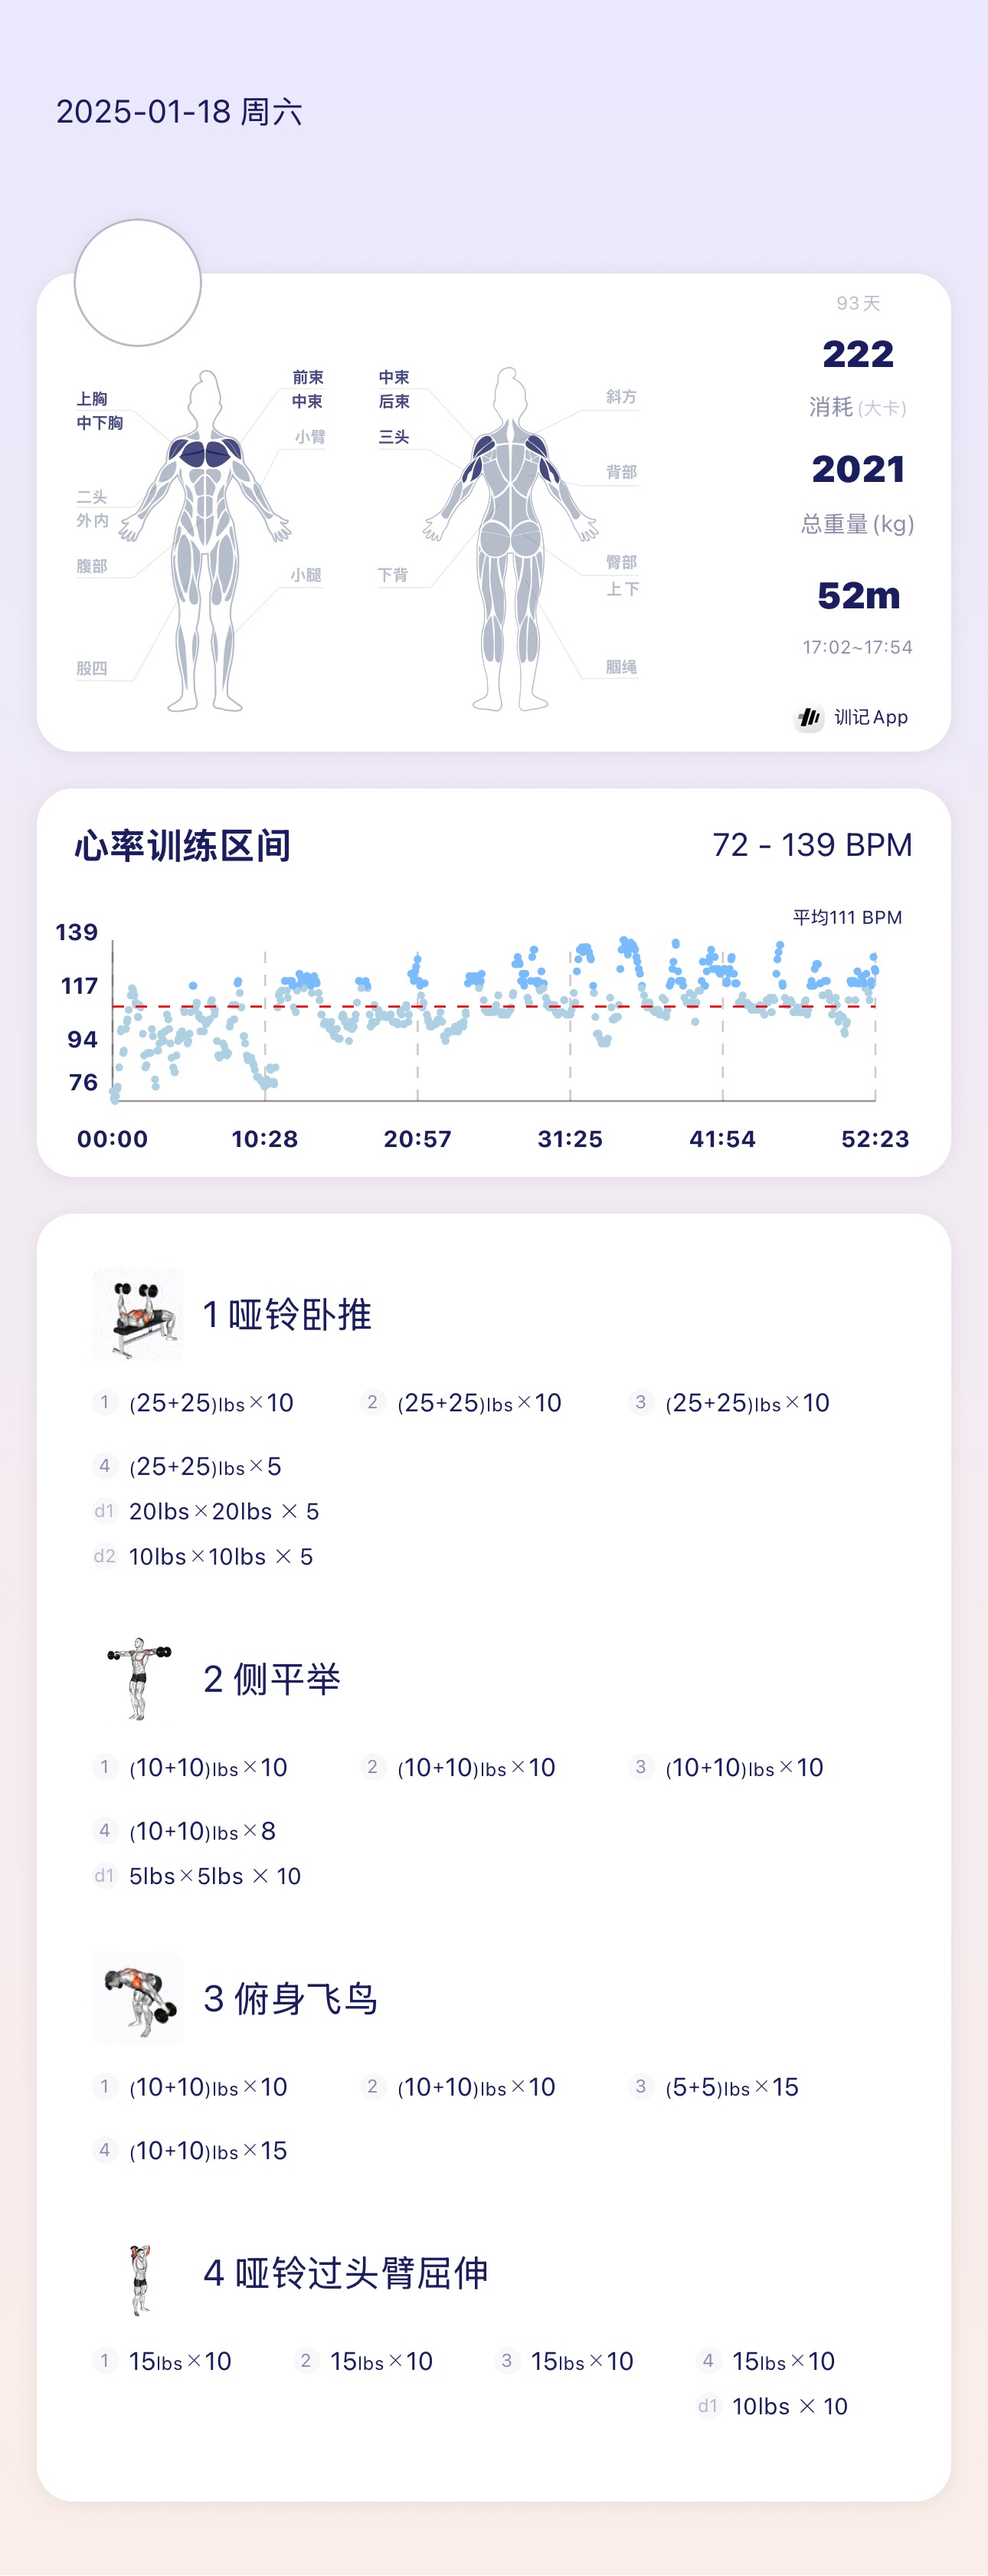 2025-01-18 周六
93天
222
消耗(大卡)
2021
总重量(kg)
52m
17:02~17:54
训记App
上胸
中下胸
二头
外内
腹部
股四
前束
中束
小臂
小腿
中束
后束
三头
下背
斜方
背部
臀部
上下
腘绳
心率训练区间
72 - 139 BPM
平均111 BPM
139
117
94
76
00:00 10:28 20:57 31:25 41:54 52:23
1 哑铃卧推
1 (25+25)lbs×10 2 (25+25)lbs×10 3 (25+25)lbs×10
4 (25+25)lbs×5
d1 20lbs×20lbs × 5
d2 10lbs×10lbs × 5
2 侧平举
1 (10+10)lbs×10 2 (10+10)lbs×10 3 (10+10)lbs×10
4 (10+10)lbs×8
d1 5lbs×5lbs × 10
3 俯身飞鸟
1 (10+10)lbs×10 2 (10+10)lbs×10 3 (5+5)lbs×15
4 (10+10)lbs×15
4 哑铃过头臂屈伸
1 15lbs×10 2 15lbs×10 3 15lbs×10 4 15lbs×10
d1 10lbs × 10